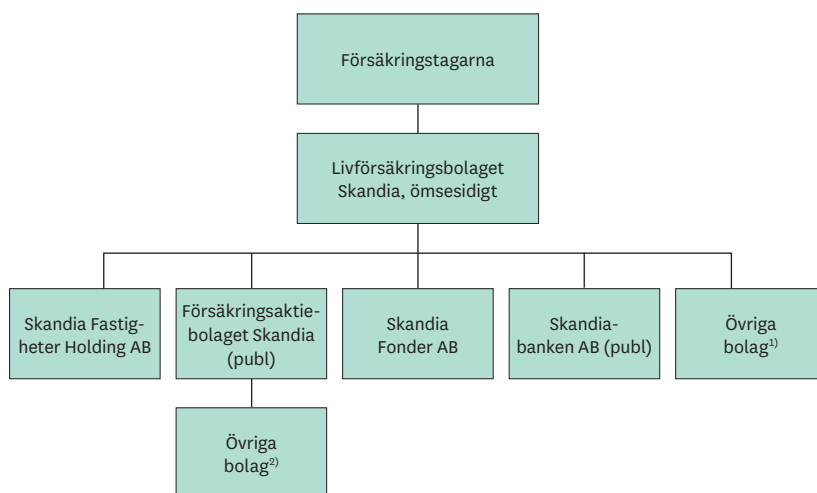 Försäkringstagarna
Livförsäkringsbolaget
Skandia, ömsesidigt
Skandia Fastig-
heter Holding AB
Försäkringsaktie-
bolaget Skandia
(publ)
Skandia
Fonder AB
Skandia-
banken AB (publ)
Övriga
bolag¹⁾
Övriga
bolag²⁾